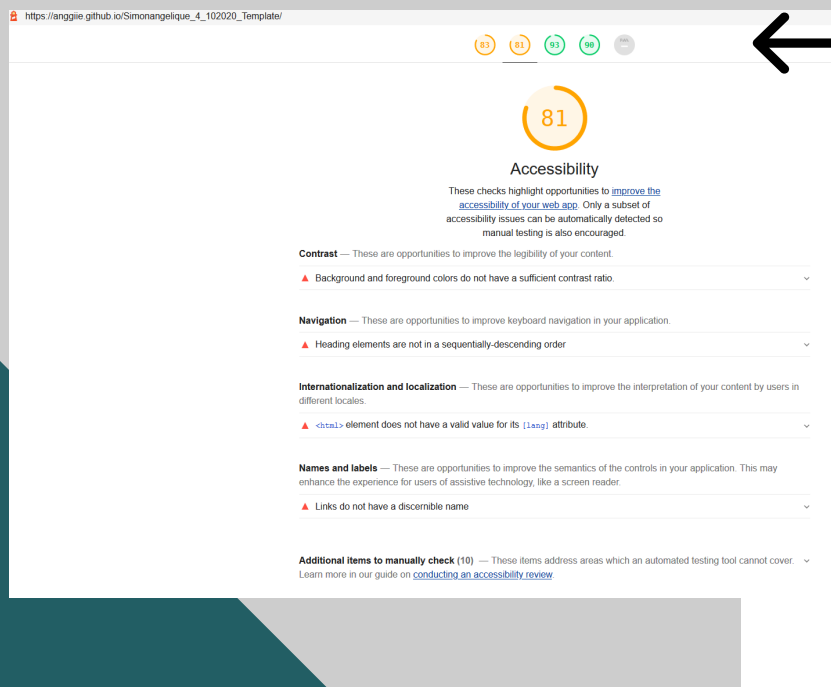 https://anggiie.github.io/Simonangelique_4_102020_Template/
83 81 93 90
81
Accessibility
These checks highlight opportunities to improve the
accessibility of your web app. Only a subset of
accessibility issues can be automatically detected so
manual testing is also encouraged.
Contrast — These are opportunities to improve the legibility of your content.
Background and foreground colors do not have a sufficient contrast ratio.
Navigation — These are opportunities to improve keyboard navigation in your application.
Heading elements are not in a sequentially-descending order
Internationalization and localization — These are opportunities to improve the interpretation of your content by users in
different locales.
<html> element does not have a valid value for its [lang] attribute.
Names and labels — These are opportunities to improve the semantics of the controls in your application. This may
enhance the experience for users of assistive technology, like a screen reader.
Links do not have a discernible name
Additional items to manually check (10) — These items address areas which an automated testing tool cannot cover.
Learn more in our guide on conducting an accessibility review.